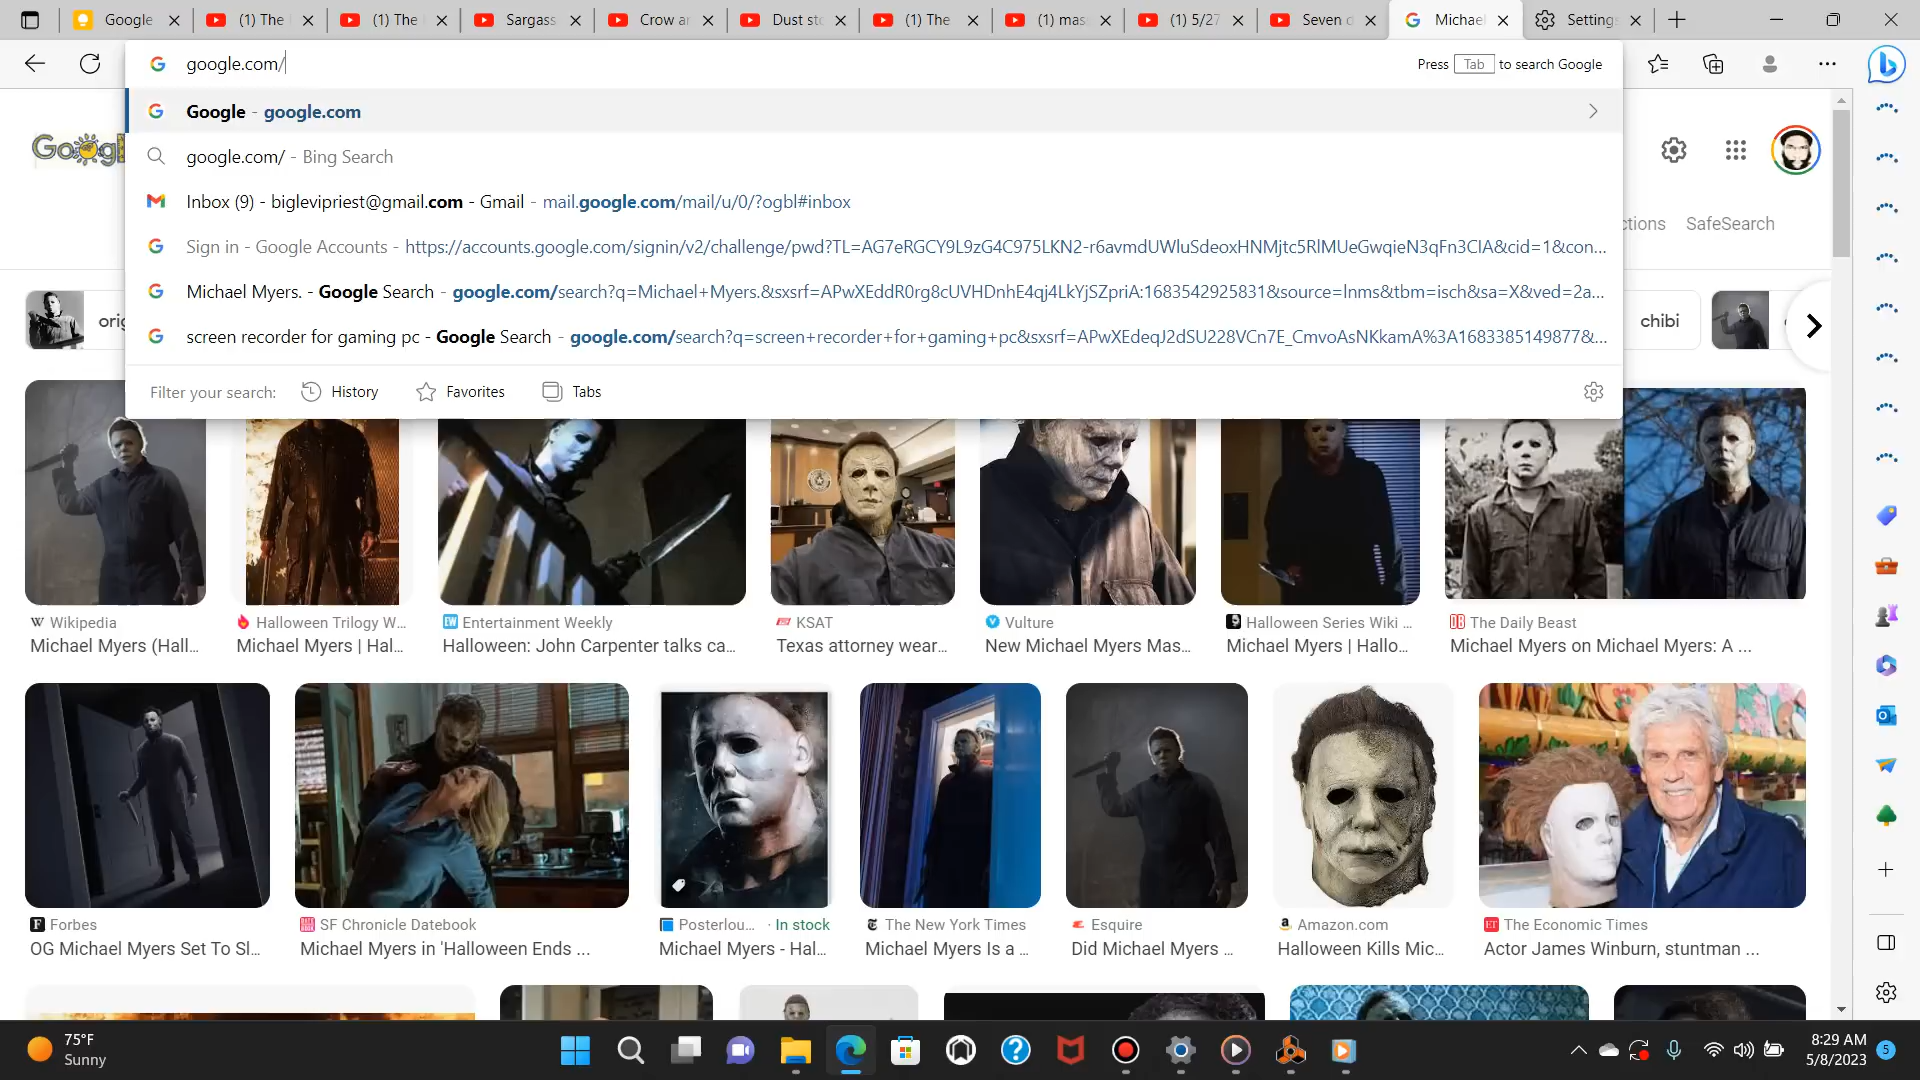 Google
(1) The
(1) The
Sargass
Crow ar
Dust sto
(1) The
(1) mas
(1) 5/27
Seven d
Michael
Settings
google.com/
Press Tab to search Google
Google - google.com
google.com/ - Bing Search
Inbox (9) - biglevipriest@gmail.com - Gmail - mail.google.com/mail/u/0/?ogbl#inbox
Sign in - Google Accounts - https://accounts.google.com/signin/v2/challenge/pwd?TL=AG7eRGCY9L9zG4C975LKN2-r6avmdUWluSdeoxHNMjtc5RlMUeGwqieN3qFn3CIA&cid=1&con...
Michael Myers. - Google Search - google.com/search?q=Michael+Myers.&sxsrf=APwXEddR0rg8cUVHDnhE4qj4LkYjSZpriA:1683542925831&source=lnms&tbm=isch&sa=X&ved=2a...
screen recorder for gaming pc - Google Search - google.com/search?q=screen+recorder+for+gaming+pc&sxsrf=APwXEdeqJ2dSU228VCn7E_CmvoAsNKkamA%3A1683385149877&...
Filter your search: History Favorites Tabs
ctions SafeSearch
orig
chibi
Wikipedia
Michael Myers (Hall...
Halloween Trilogy W...
Michael Myers | Hal...
Entertainment Weekly
Halloween: John Carpenter talks ca...
KSAT
Texas attorney wear...
Vulture
New Michael Myers Mas...
Halloween Series Wiki ...
Michael Myers | Hallo...
The Daily Beast
Michael Myers on Michael Myers: A ...
Forbes
OG Michael Myers Set To Sl...
SF Chronicle Datebook
Michael Myers in 'Halloween Ends ...
Posterlou... · In stock
Michael Myers - Hal...
The New York Times
Michael Myers Is a ...
Esquire
Did Michael Myers ...
Amazon.com
Halloween Kills Mic...
The Economic Times
Actor James Winburn, stuntman ...
75°F
Sunny
8:29 AM
5/8/2023
5